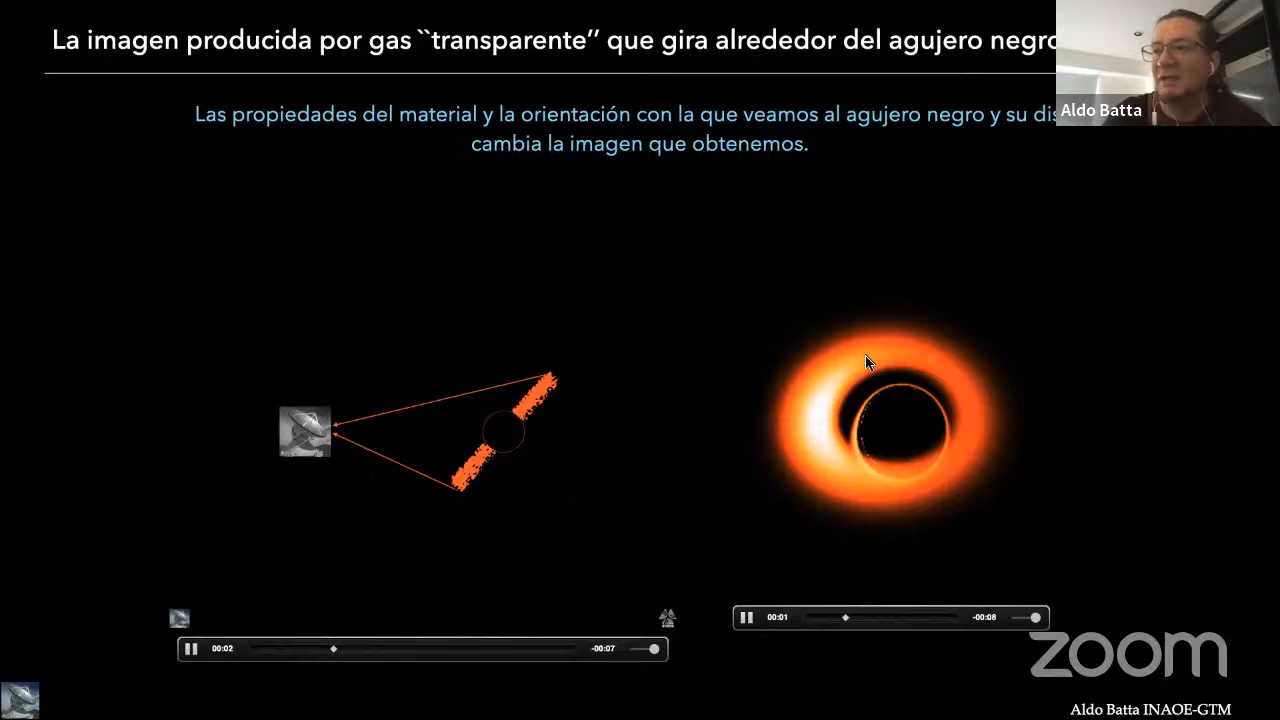 La imagen producida por gas ``transparente'' que gira alrededor del agujero negro
Las propiedades del material y la orientación con la que veamos al agujero negro y su dis
cambia la imagen que obtenemos.
Aldo Batta
00:01
-00:08
00:02
-00:07
zoom
Aldo Batta INAOE-GTM